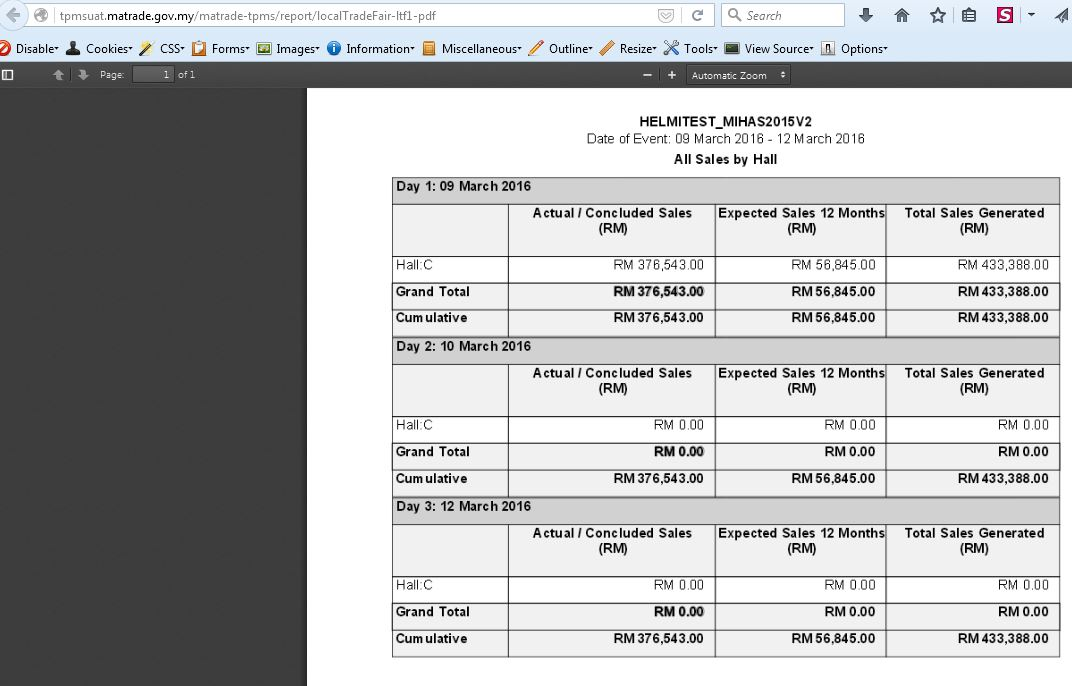 tpmsuat.matrade.gov.my/matrade-tpms/report/localTradeFair-ltf1-pdf
Search
S
Disable Cookies CSS Forms Images Information Miscellaneous Outline Resize Tools View Source Options
Page: 1 of 1
Automatic Zoom
HELMITEST_MIHAS2015V2
Date of Event: 09 March 2016 - 12 March 2016
All Sales by Hall
Day 1: 09 March 2016
Actual / Concluded Sales (RM) Expected Sales 12 Months (RM) Total Sales Generated (RM)
Hall:C RM 376,543.00 RM 56,845.00 RM 433,388.00
Grand Total RM 376,543.00 RM 56,845.00 RM 433,388.00
Cumulative RM 376,543.00 RM 56,845.00 RM 433,388.00
Day 2: 10 March 2016
Actual / Concluded Sales (RM) Expected Sales 12 Months (RM) Total Sales Generated (RM)
Hall:C RM 0.00 RM 0.00 RM 0.00
Grand Total RM 0.00 RM 0.00 RM 0.00
Cumulative RM 376,543.00 RM 56,845.00 RM 433,388.00
Day 3: 12 March 2016
Actual / Concluded Sales (RM) Expected Sales 12 Months (RM) Total Sales Generated (RM)
Hall:C RM 0.00 RM 0.00 RM 0.00
Grand Total RM 0.00 RM 0.00 RM 0.00
Cumulative RM 376,543.00 RM 56,845.00 RM 433,388.00